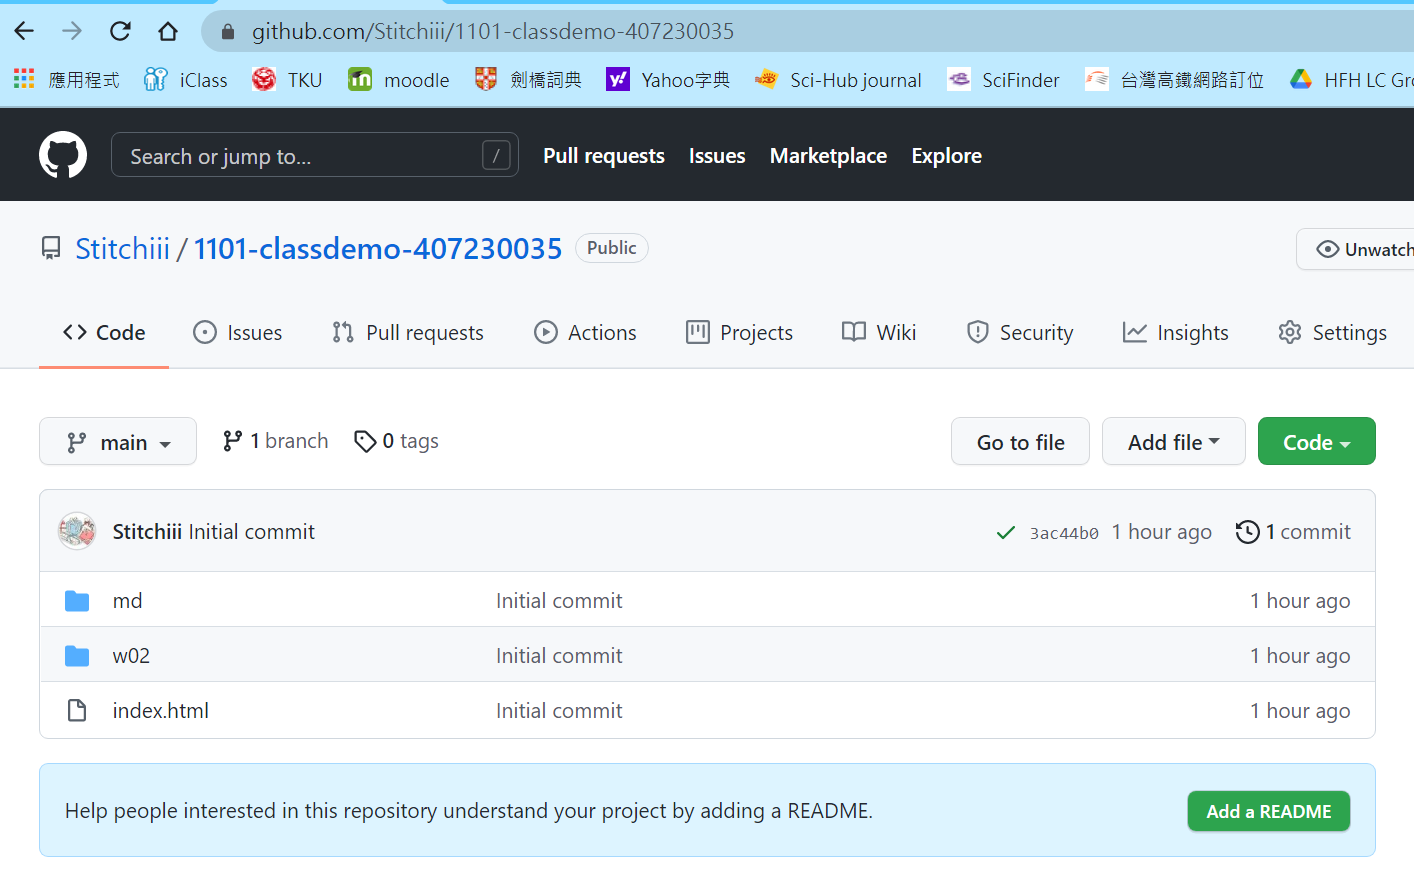 github.com/Stitchiii/1101-classdemo-407230035
應用程式 iClass TKU moodle 劍橋詞典 Yahoo字典 Sci-Hub journal SciFinder 台灣高鐵網路訂位 HFH LC Gro
Search or jump to... / Pull requests Issues Marketplace Explore
Stitchiii / 1101-classdemo-407230035 Public Unwatch
Code Issues Pull requests Actions Projects Wiki Security Insights Settings
main 1 branch 0 tags Go to file Add file Code
Stitchiii Initial commit 3ac44b0 1 hour ago 1 commit
md Initial commit 1 hour ago
w02 Initial commit 1 hour ago
index.html Initial commit 1 hour ago
Help people interested in this repository understand your project by adding a README. Add a README